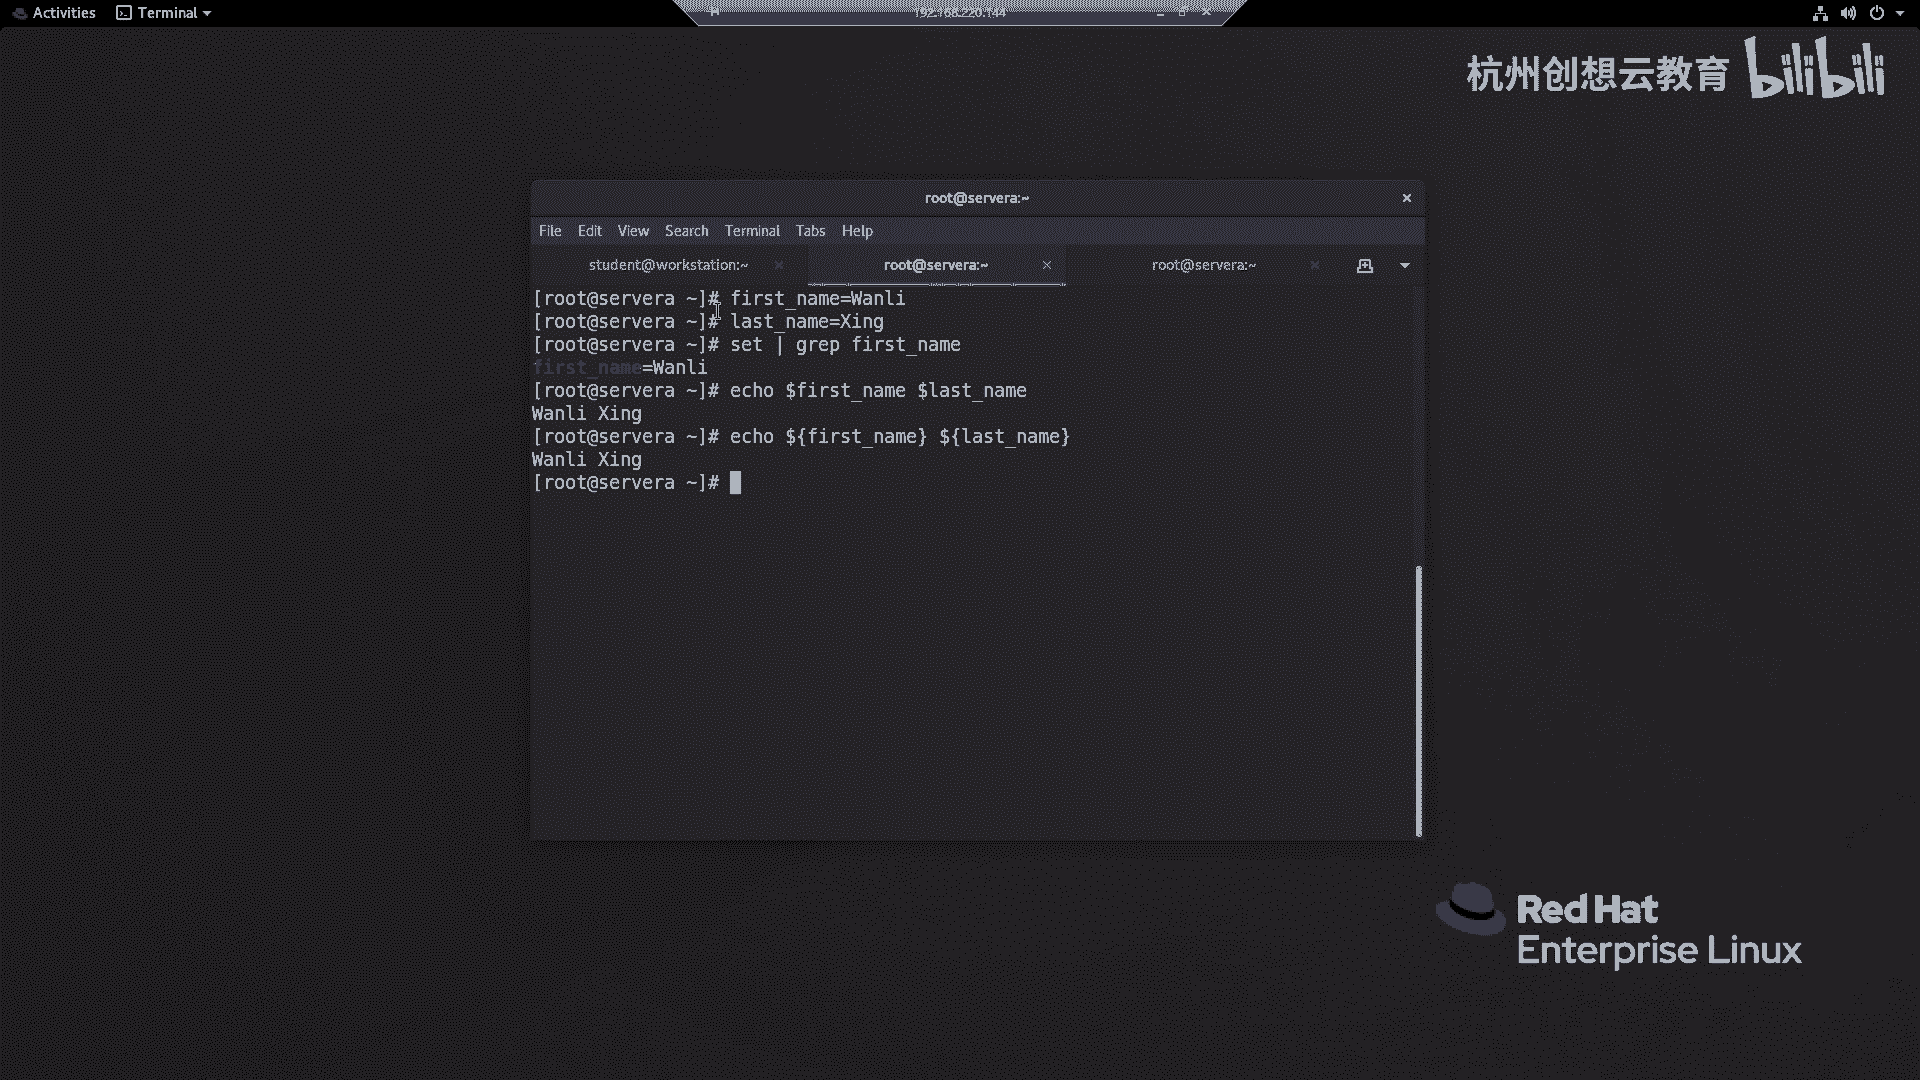 Activities Terminal 192.168.220.144
杭州创想云教育 bilibili
root@servera:~
File Edit View Search Terminal Tabs Help
student@workstation:~ root@servera:~ root@servera:~
[root@servera ~]# first_name=Wanli
[root@servera ~]# last_name=Xing
[root@servera ~]# set | grep first_name
first_name=Wanli
[root@servera ~]# echo $first_name $last_name
Wanli Xing
[root@servera ~]# echo ${first_name} ${last_name}
Wanli Xing
[root@servera ~]#
Red Hat
Enterprise Linux